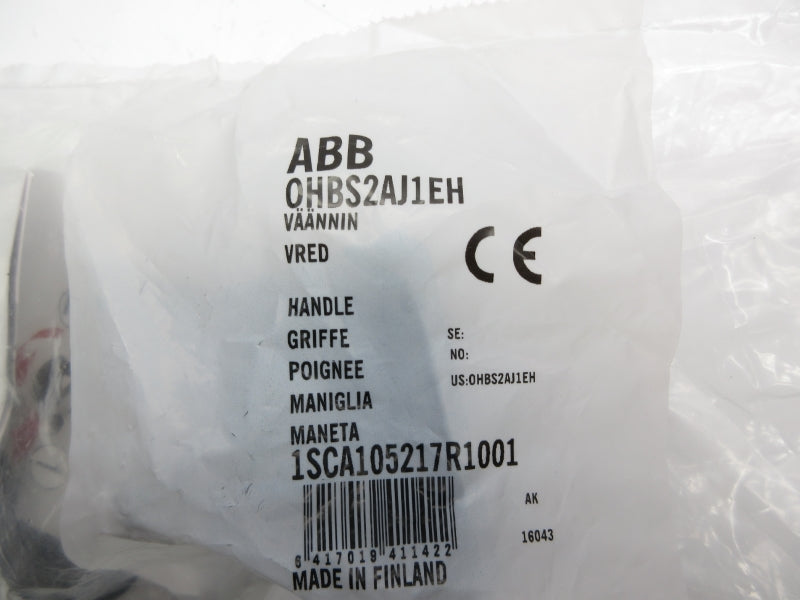 ABB
OHBS2AJ1EH
VÄÄNNIN
VRED
CE
HANDLE
GRIFFE
SE:
NO:
POIGNEE
US:OHBS2AJ1EH
MANIGLIA
MANETA
1SCA105217R1001
AK
16043
6 417019 411422
MADE IN FINLAND